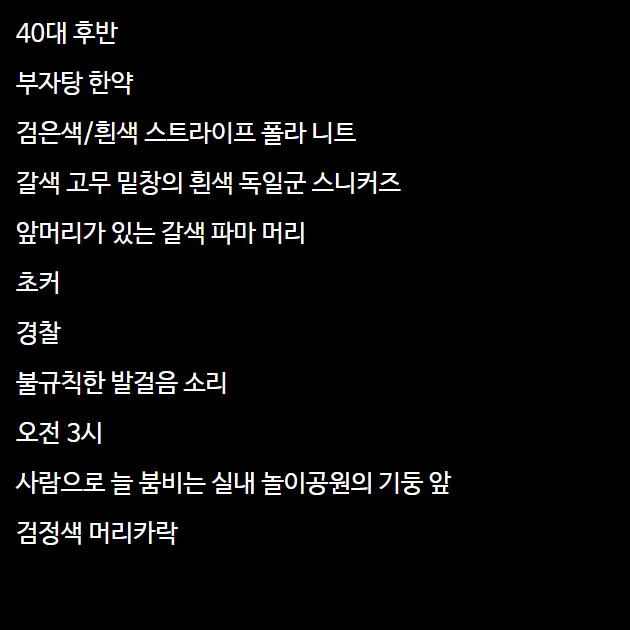 40대 후반
부자탕 한약
검은색/흰색 스트라이프 폴라 니트
갈색 고무 밑창의 흰색 독일군 스니커즈
앞머리가 있는 갈색 파마 머리
초커
경찰
불규칙한 발걸음 소리
오전 3시
사람으로 늘 붐비는 실내 놀이공원의 기둥 앞
검정색 머리카락